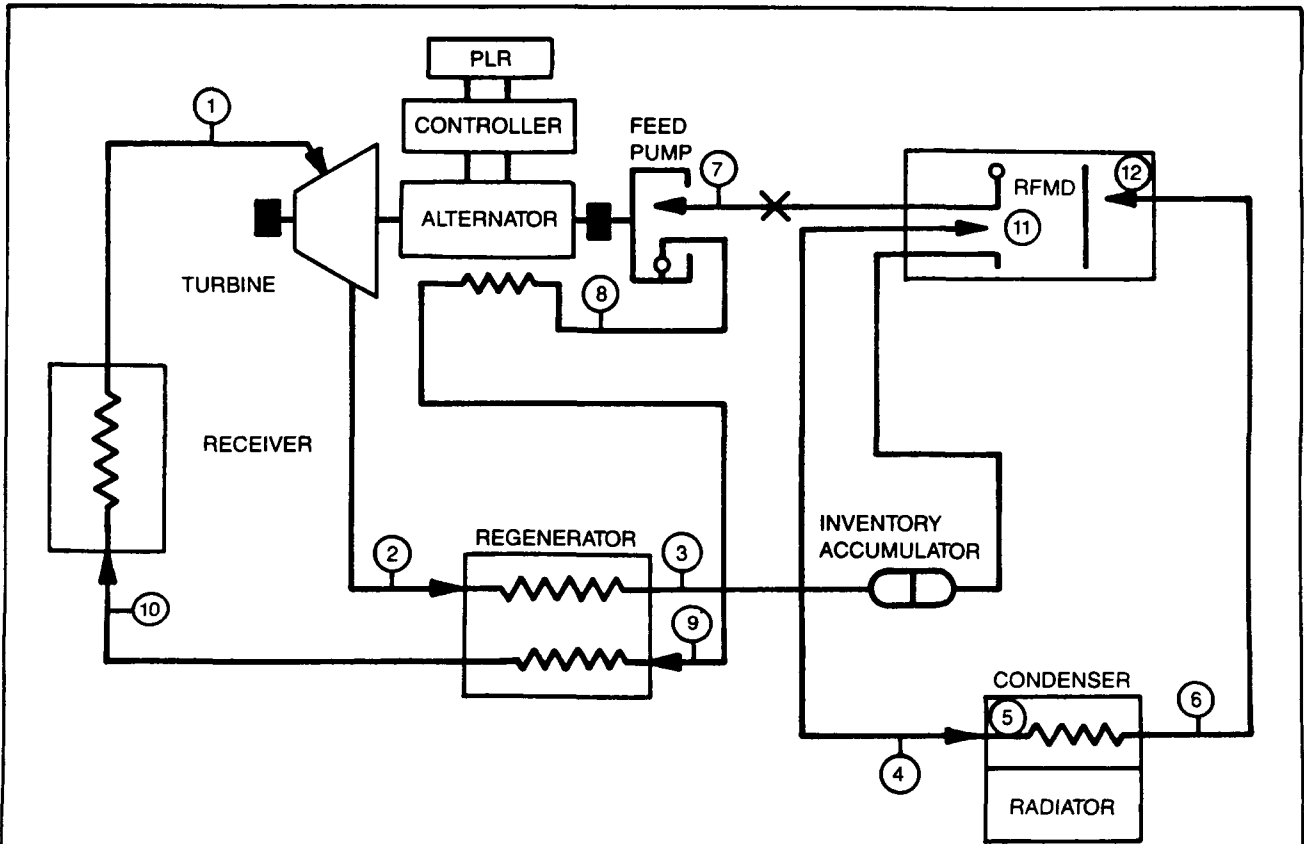 PLR
1
CONTROLLER
FEED
PUMP
7
12
RFMD
ALTERNATOR
11
TURBINE
8
RECEIVER
INVENTORY
ACCUMULATOR
REGENERATOR
2
3
10
9
CONDENSER
5
6
4
RADIATOR